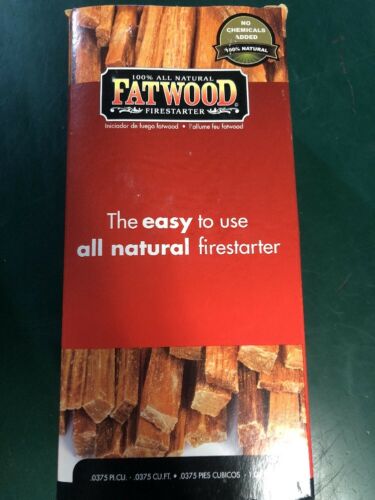 NO
CHEMICALS
ADDED
100% NATURAL
100% ALL NATURAL
FATWOOD
FIRESTARTER
Iniciador de fuego fatwood • l'allume feu fatwood
The easy to use
all natural firestarter
.0375 PI.CU. · .0375 CU.FT. • .0375 PIES CUBICOS ·